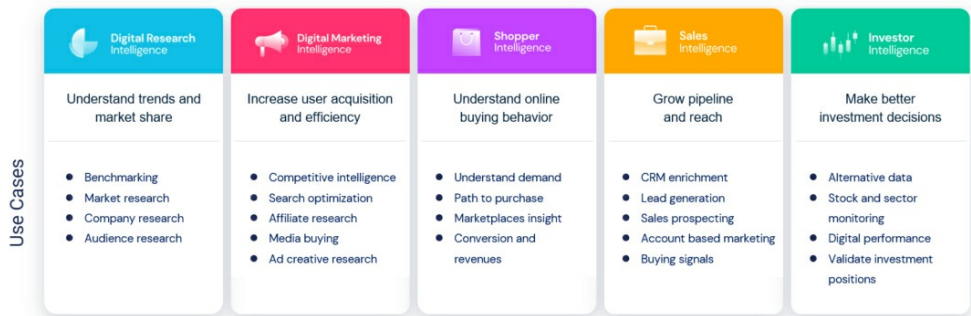 Digital Research
Intelligence
Understand trends and
market share
Benchmarking
Market research
Company research
Audience research
Digital Marketing
Intelligence
Increase user acquisition
and efficiency
Competitive intelligence
Search optimization
Affiliate research
Media buying
Ad creative research
Shopper
Intelligence
Understand online
buying behavior
Understand demand
Path to purchase
Marketplaces insight
Conversion and
revenues
Sales
Intelligence
Grow pipeline
and reach
CRM enrichment
Lead generation
Sales prospecting
Account based marketing
Buying signals
Investor
Intelligence
Make better
investment decisions
Alternative data
Stock and sector
monitoring
Digital performance
Validate investment
positions
Use Cases